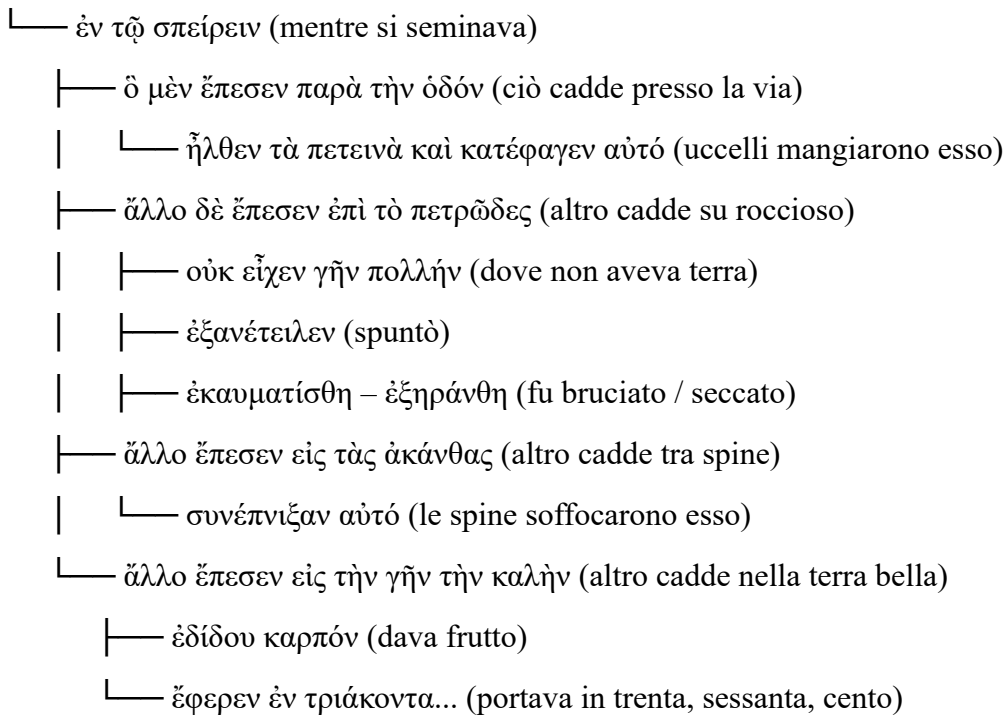 ἐν τῷ σπείρειν (mentre si seminava)
ὃ μὲν ἔπεσεν παρὰ τὴν ὁδόν (ciò cadde presso la via)
ἦλθεν τὰ πετεινὰ καὶ κατέφαγεν αὐτό (uccelli mangiarono esso)
ἄλλο δὲ ἔπεσεν ἐπὶ τὸ πετρῶδες (altro cadde su roccioso)
οὐκ εἶχεν γῆν πολλήν (dove non aveva terra)
ἐξανέτειλεν (spuntò)
ἐκαυματίσθη – ἐξηράνθη (fu bruciato / seccato)
ἄλλο ἔπεσεν εἰς τὰς ἀκάνθας (altro cadde tra spine)
συνέπνιξαν αὐτό (le spine soffocarono esso)
ἄλλο ἔπεσεν εἰς τὴν γῆν τὴν καλὴν (altro cadde nella terra bella)
ἐδίδου καρπόν (dava frutto)
ἔφερεν ἐν τριάκοντα... (portava in trenta, sessanta, cento)